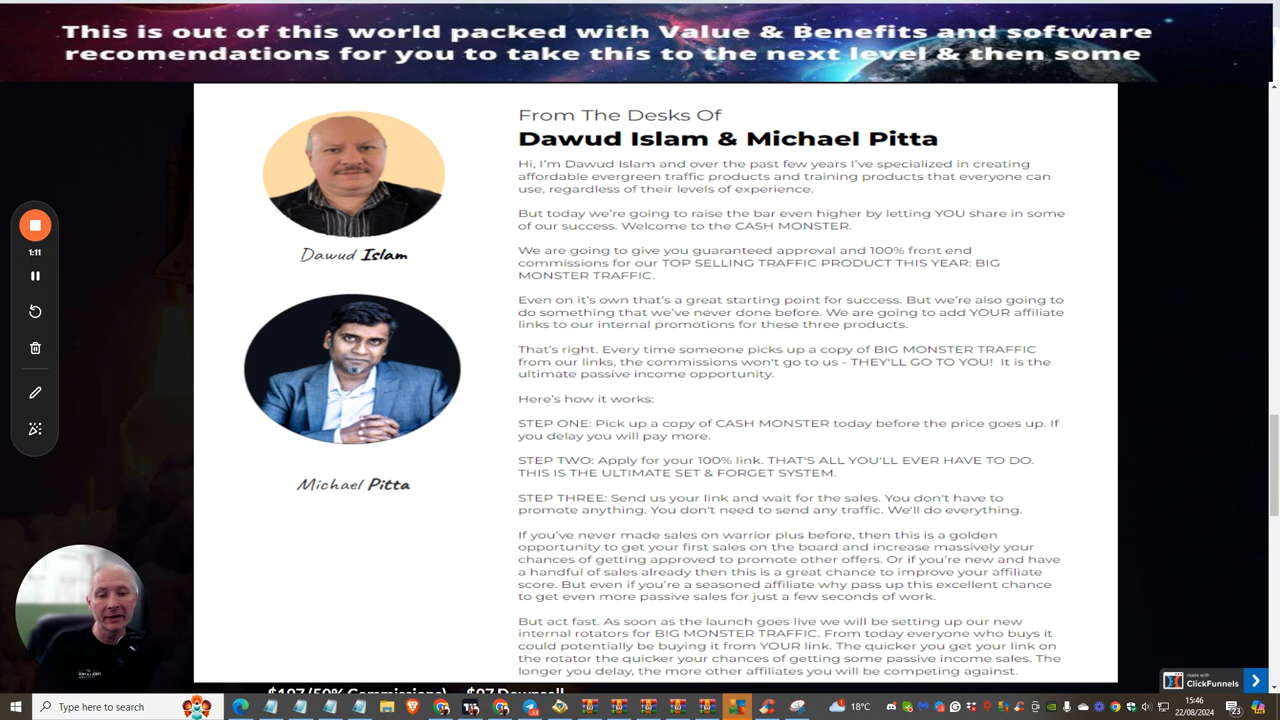 This is out of this world packed with Value & Benefits and software
recomendations for you to take this to the next level & then some
From The Desks Of
Dawud Islam & Michael Pitta
Hi, I'm Dawud Islam and over the past few years I've specialized in creating
affordable evergreen traffic products and training products that everyone can
use, regardless of their levels of experience.
But today we're going to raise the bar even higher by letting YOU share in some
of our success. Welcome to the CASH MONSTER.
We are going to give you guaranteed approval and 100% front end
commissions for our TOP SELLING TRAFFIC PRODUCT THIS YEAR: BIG
MONSTER TRAFFIC.
Even on it's own that's a great starting point for success. But we're also going to
do something that we've never done before. We are going to add YOUR affiliate
links to our internal promotions for these three products.
That's right. Every time someone picks up a copy of BIG MONSTER TRAFFIC
from our links, the commissions won't go to us - THEY'LL GO TO YOU! It is the
ultimate passive income opportunity.
Here's how it works:
STEP ONE: Pick up a copy of CASH MONSTER today before the price goes up. If
you delay you will pay more.
STEP TWO: Apply for your 100% link. THAT'S ALL YOU'LL EVER HAVE TO DO.
THIS IS THE ULTIMATE SET & FORGET SYSTEM.
STEP THREE: Send us your link and wait for the sales. You don't have to
promote anything. You don't need to send any traffic. We'll do everything.
If you've never made sales on warrior plus before, then this is a golden
opportunity to get your first sales on the board and increase massively your
chances of getting approved to promote other offers. Or if you're new and have
a handful of sales already then this is a great chance to improve your affiliate
score. But even if you're a seasoned affiliate why pass up this excellent chance
to get even more passive sales for just a few seconds of work.
But act fast. As soon as the launch goes live we will be setting up our new
internal rotators for BIG MONSTER TRAFFIC. From today everyone who buys it
could potentially be buying it from YOUR link. The quicker you get your link on
the rotator the quicker your chances of getting some passive income sales. The
longer you delay, the more other affiliates you will be competing against.
Dawud Islam
Michael Pitta
1:11
$197 (50% Commissions) $97 Downsell
made with
ClickFunnels
Type here to search
18°C
15:46
22/08/2024
23